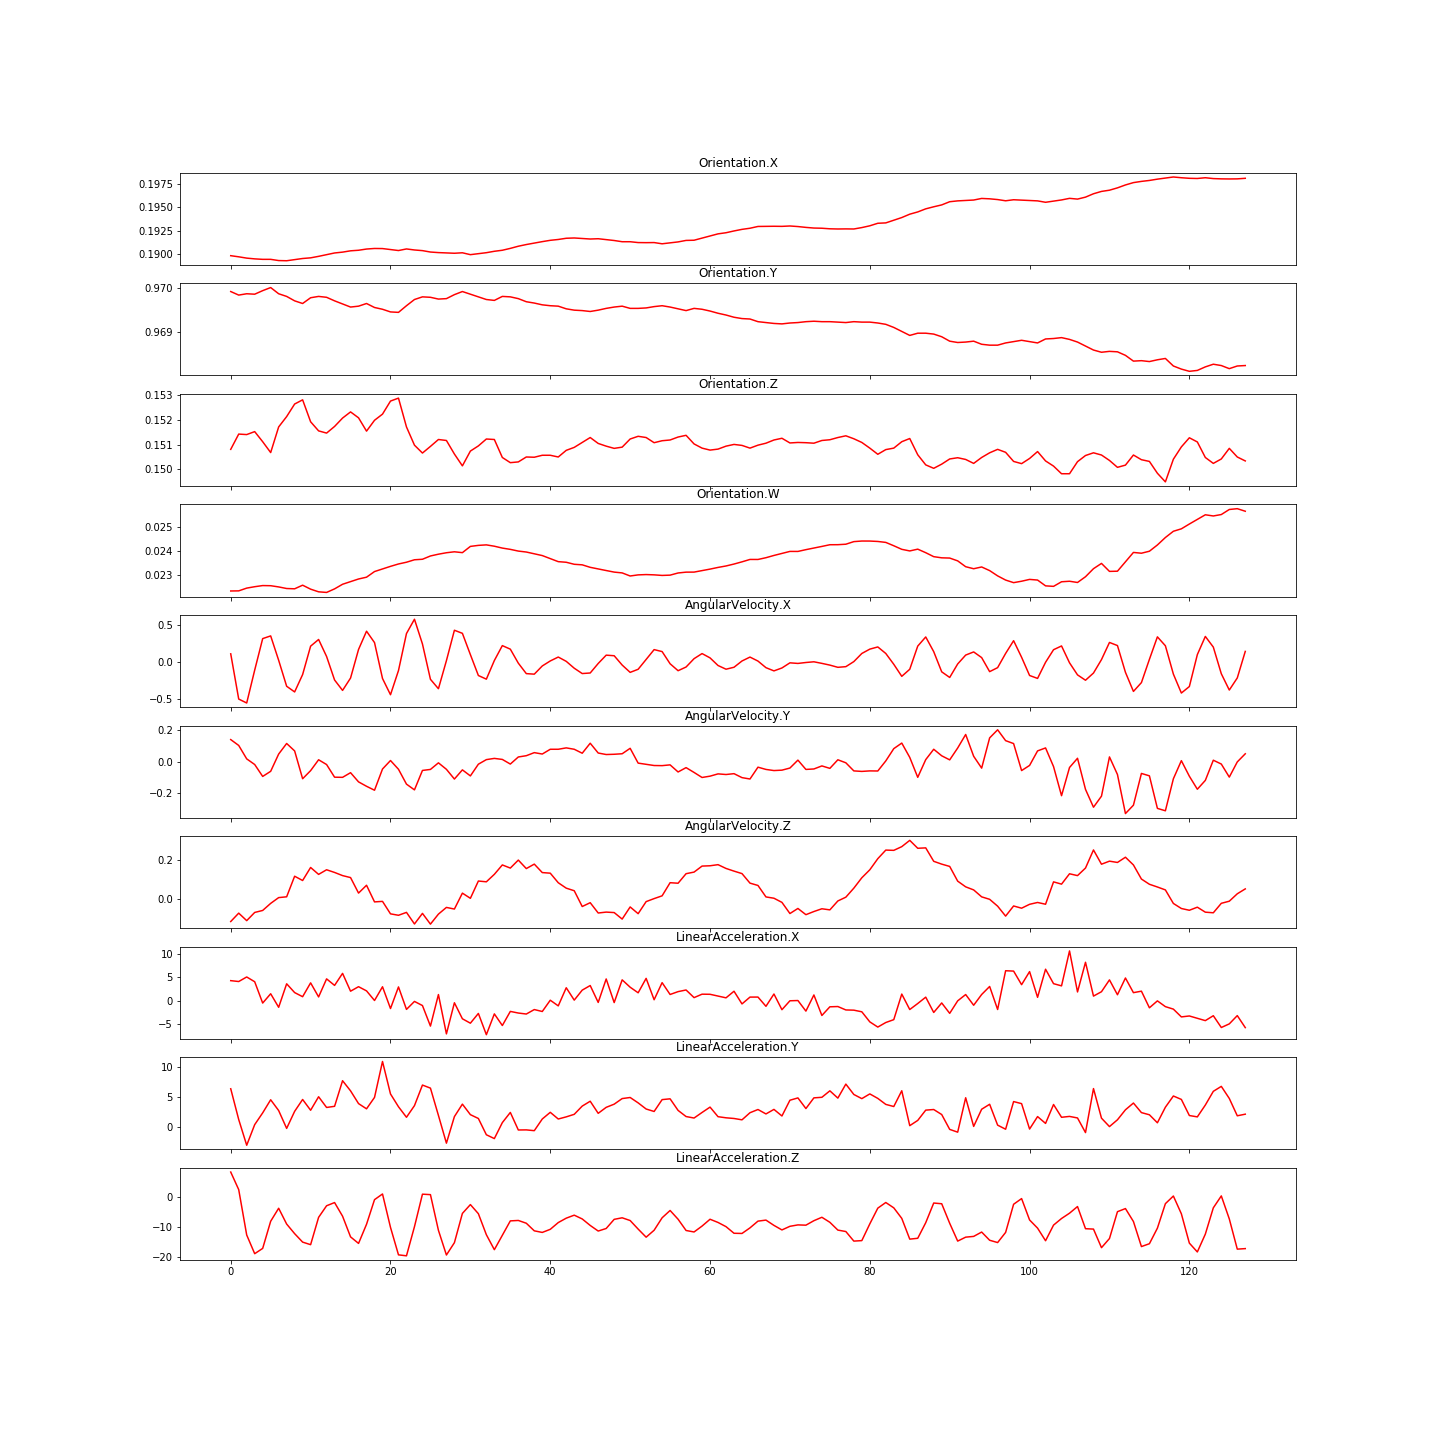 Orientation.X
0.1975
0.1950
0.1925
0.1900
Orientation.Y
0.970
0.969
Orientation.Z
0.153
0.152
0.151
0.150
Orientation.W
0.025
0.024
0.023
AngularVelocity.X
0.5
0.0
−0.5
AngularVelocity.Y
0.2
0.0
−0.2
AngularVelocity.Z
0.2
0.0
LinearAcceleration.X
10
5
0
−5
LinearAcceleration.Y
10
5
0
LinearAcceleration.Z
0
−10
−20
0 20 40 60 80 100 120